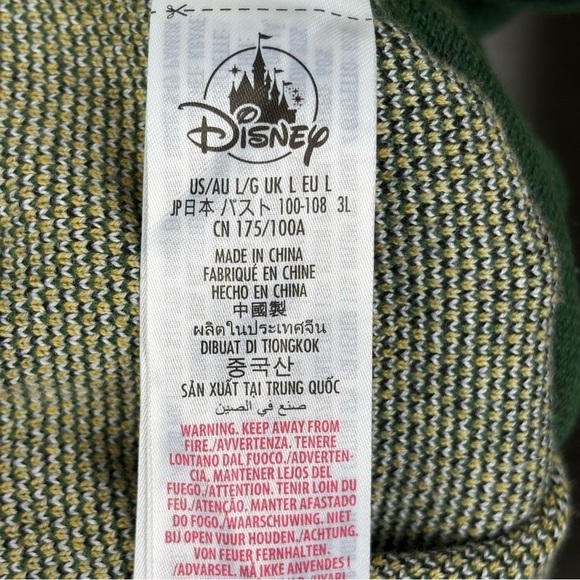 Disney
US/AU L/G UK L EU L
JP日本 バスト 100-108 3L
CN 175/100A
MADE IN CHINA
FABRIQUÉ EN CHINE
HECHO EN CHINA
中國製
ผลิตในประเทศจีน
DIBUAT DI TIONGKOK
중국산
SẢN XUẤT TẠI TRUNG QUỐC
صنع في الصين
WARNING. KEEP AWAY FROM
FIRE./AVVERTENZA. TENERE
LONTANO DAL FUOCO./ADVERTEN-
CIA. MANTENER LEJOS DEL
FUEGO./ATTENTION. TENIR LOIN DU
FEU./ATENÇÃO. MANTER AFASTADO
DO FOGO./WAARSCHUWING. NIET
BIJ OPEN VUUR HOUDEN./ACHTUNG.
VON FEUER FERNHALTEN.
/ADVARSEL. MÅ IKKE ANVENDES I